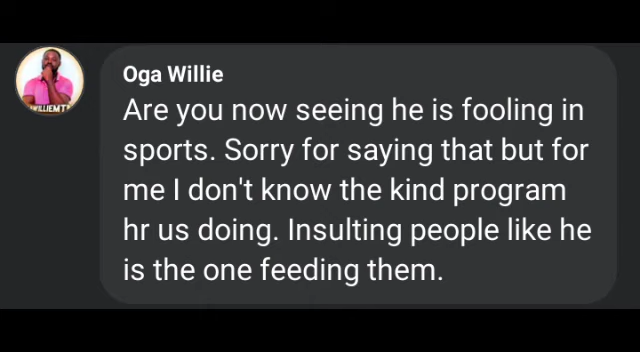 Oga Willie
Are you now seeing he is fooling in
sports. Sorry for saying that but for
me I don't know the kind program
hr us doing. Insulting people like he
is the one feeding them.